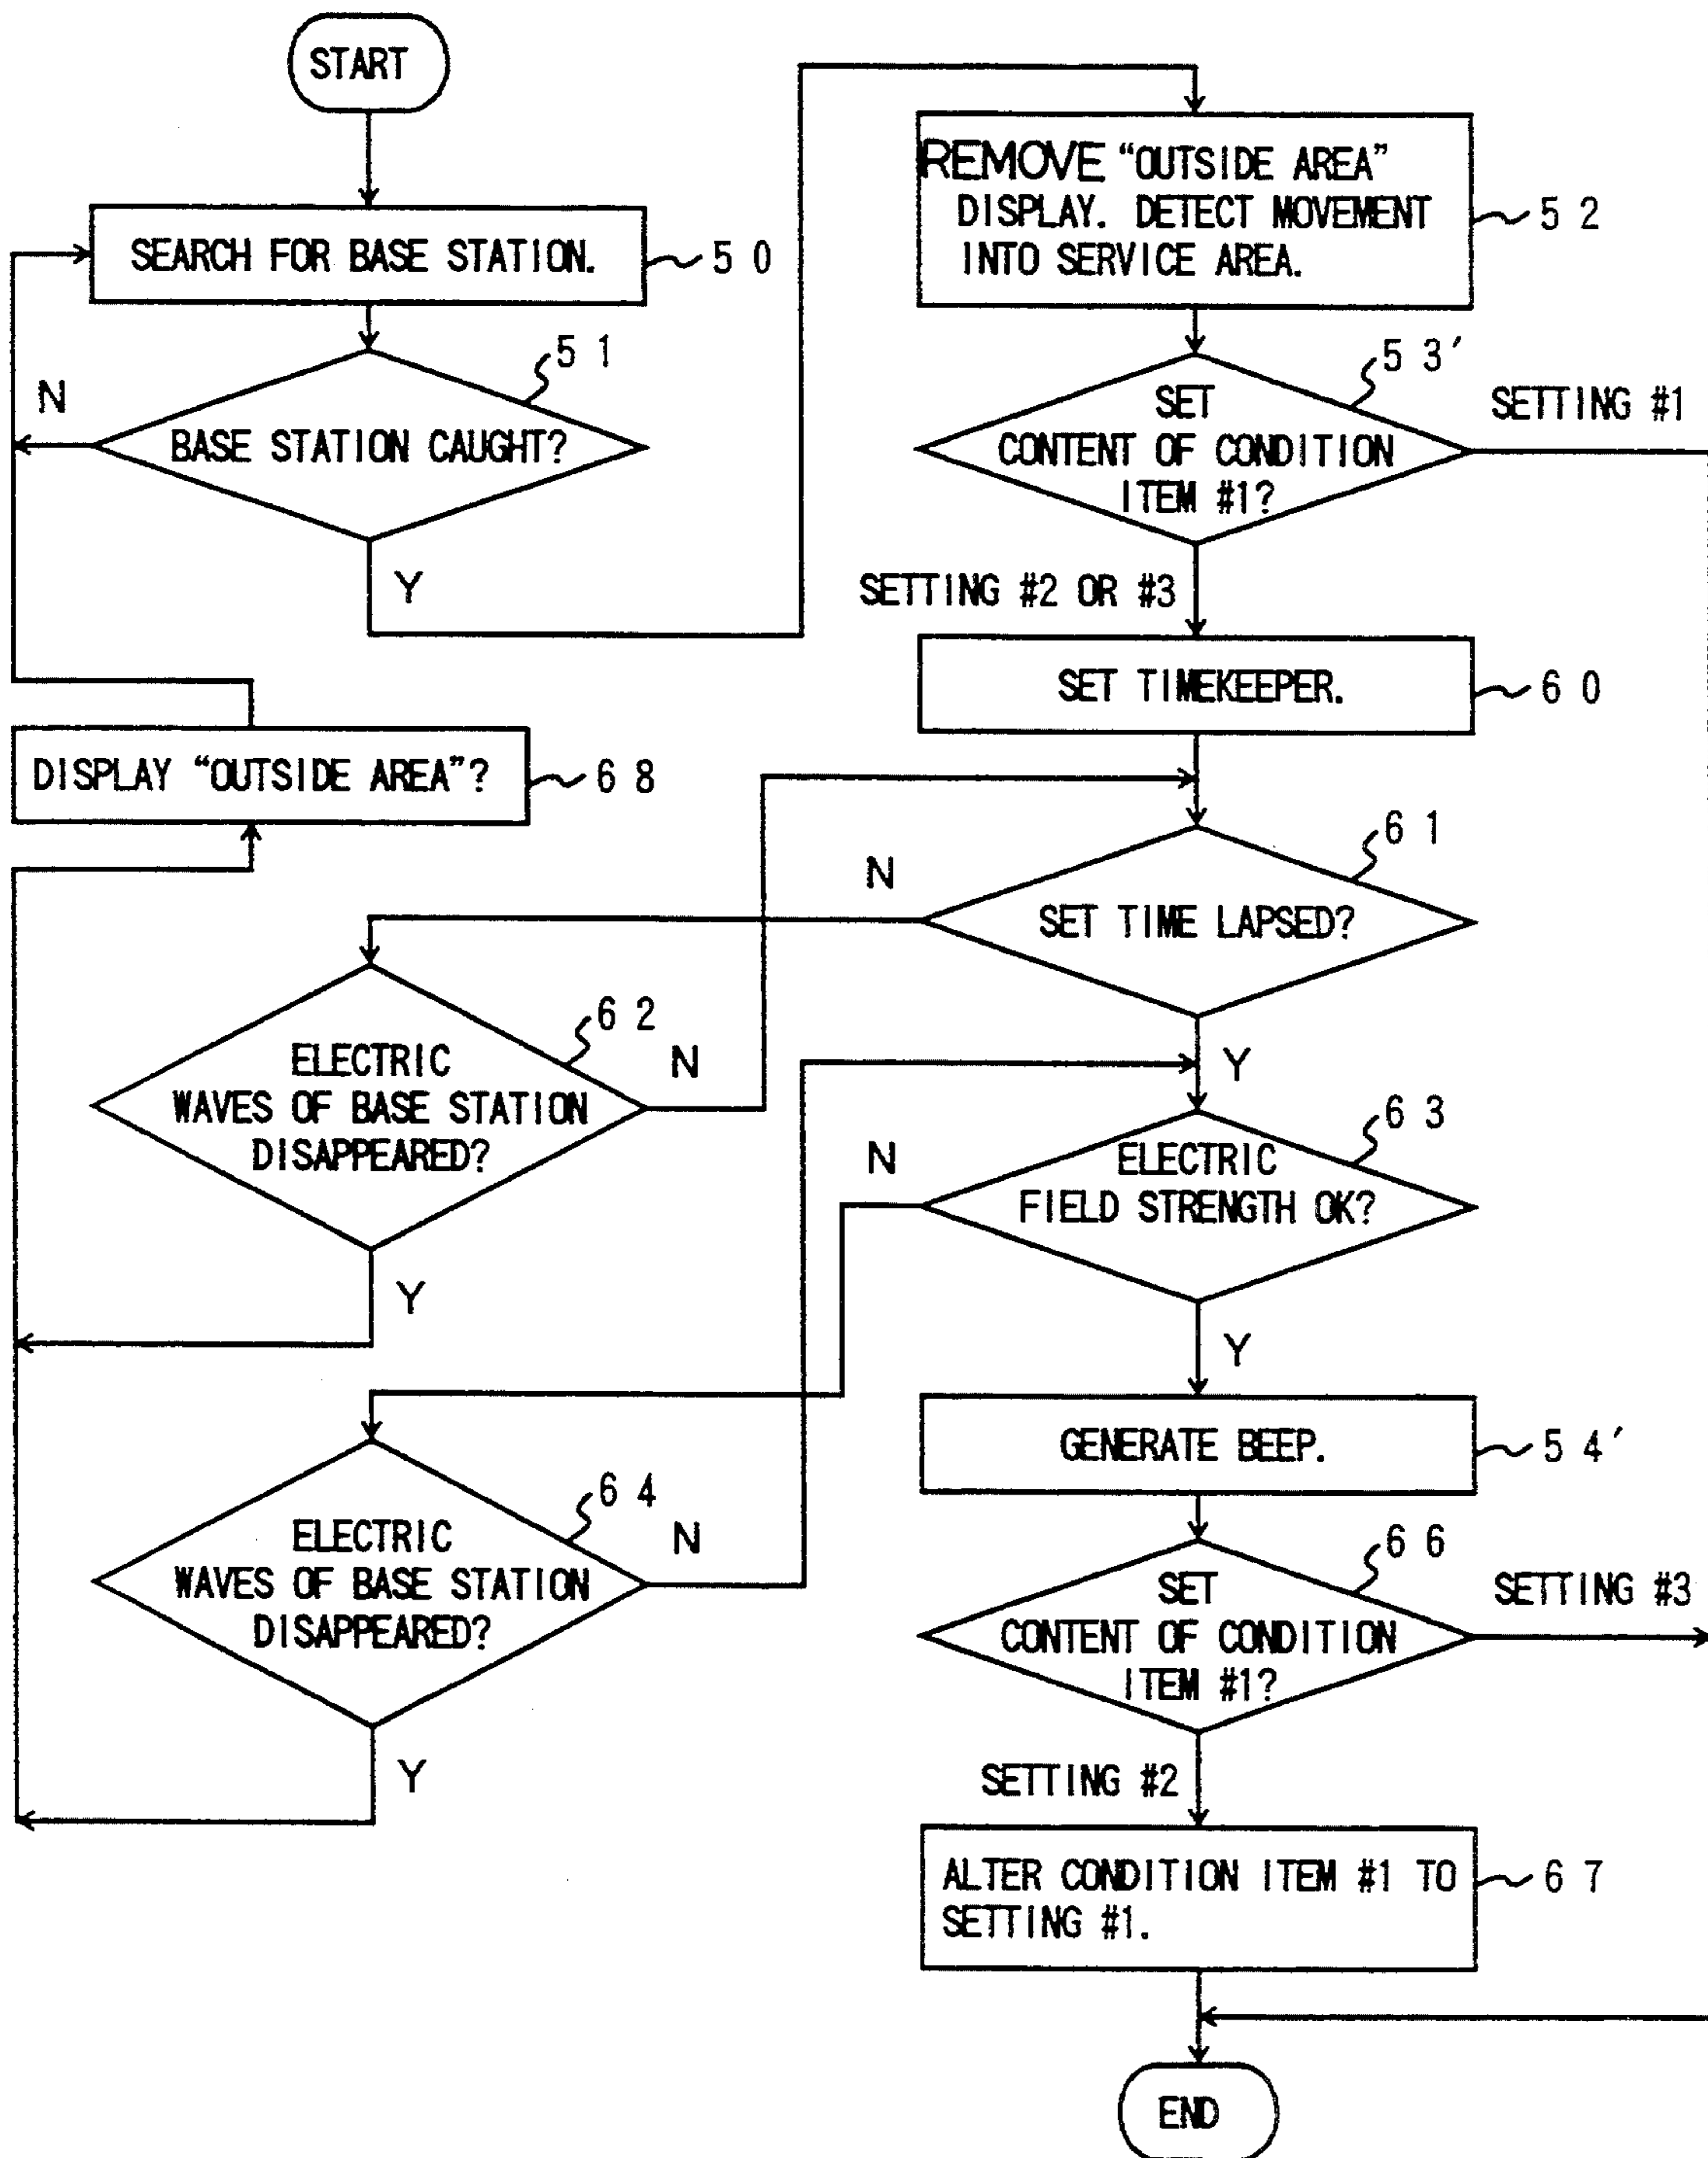 START
SEARCH FOR BASE STATION.
50
51
BASE STATION CAUGHT?
N
Y
REMOVE “OUTSIDE AREA”
DISPLAY. DETECT MOVEMENT
INTO SERVICE AREA.
52
53′
SET
CONTENT OF CONDITION
ITEM #1?
SETTING #1
SETTING #2 OR #3
SET TIMEKEEPER.
60
DISPLAY “OUTSIDE AREA”?
68
61
SET TIME LAPSED?
N
Y
62
ELECTRIC
WAVES OF BASE STATION
DISAPPEARED?
N
Y
63
ELECTRIC
FIELD STRENGTH OK?
N
Y
64
ELECTRIC
WAVES OF BASE STATION
DISAPPEARED?
N
Y
GENERATE BEEP.
54′
66
SET
CONTENT OF CONDITION
ITEM #1?
SETTING #3
SETTING #2
ALTER CONDITION ITEM #1 TO
SETTING #1.
67
END